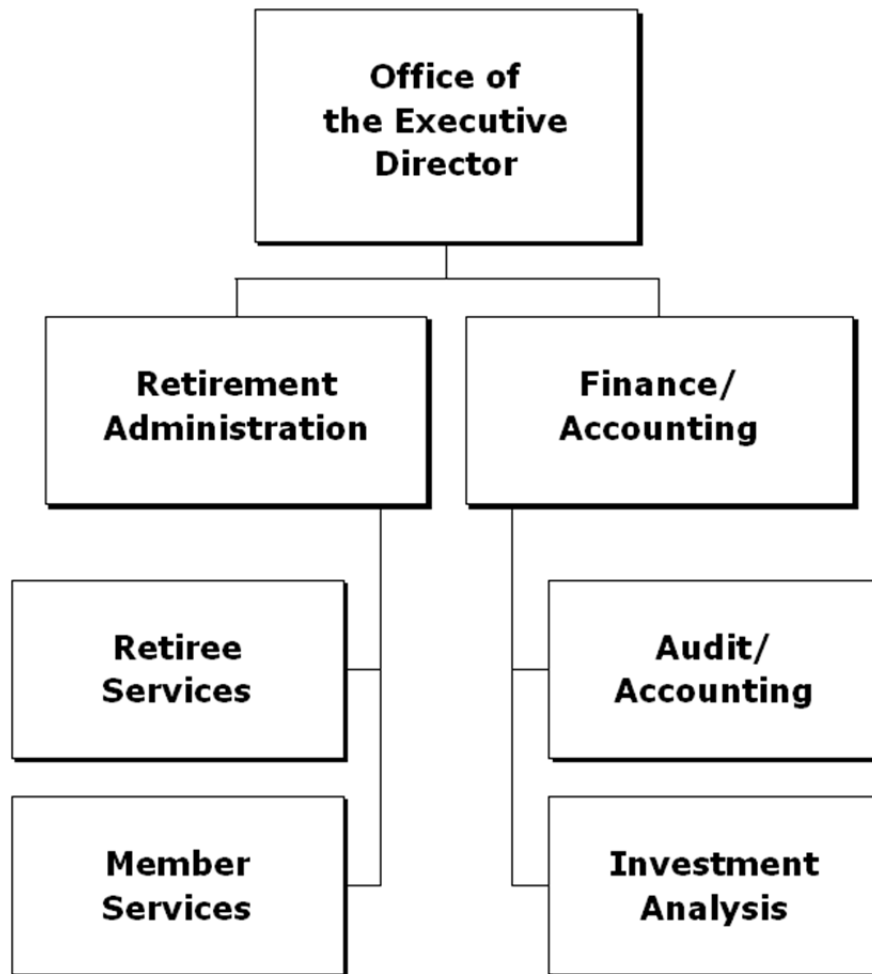 Office of
the Executive
Director
Retirement
Administration
Finance/
Accounting
Retiree
Services
Audit/
Accounting
Member
Services
Investment
Analysis